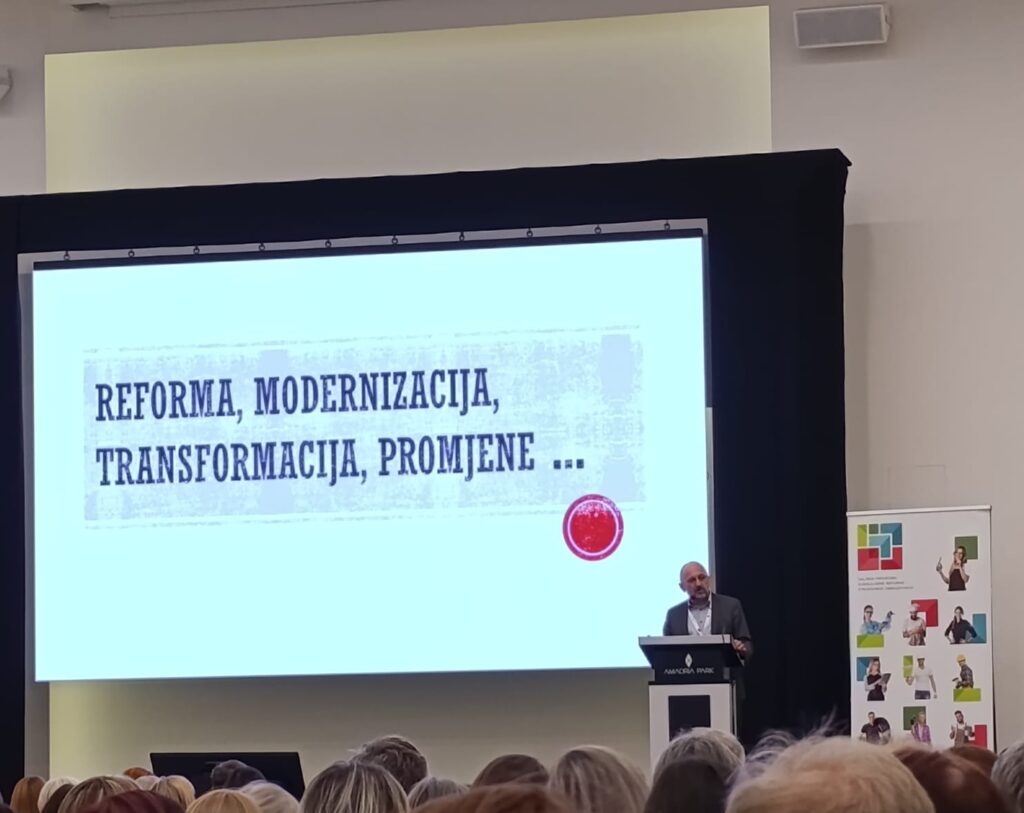 REFORMA, MODERNIZACIJA,
TRANSFORMACIJA, PROMJENE ...
AMADRIA PARK